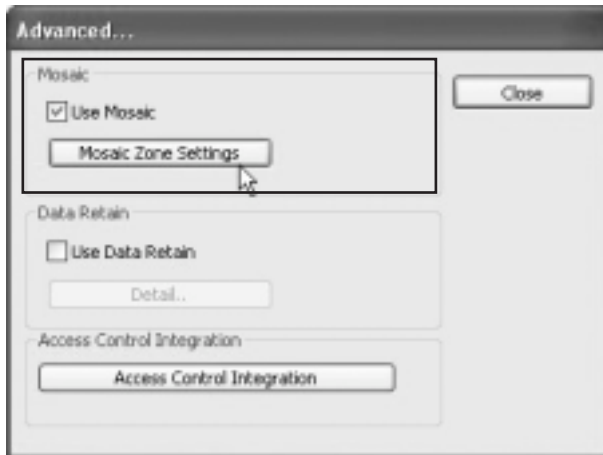 Advanced...
Mosaic
Use Mosaic
Close
Mosaic Zone Settings
Data Retain
Use Data Retain
Detail..
Access Control Integration
Access Control Integration